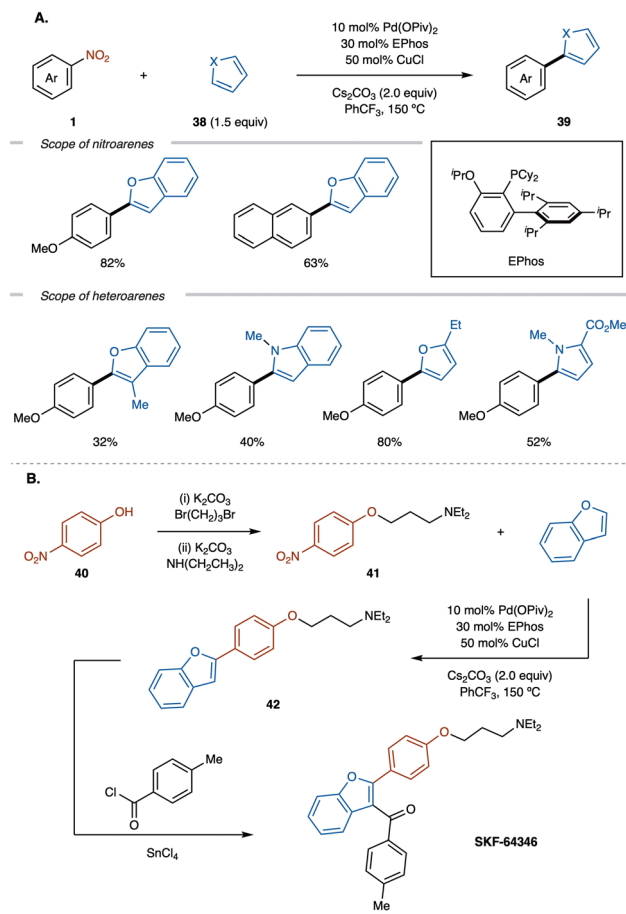 A.
NO₂
Ar
1
+
X
38 (1.5 equiv)
10 mol% Pd(OPiv)₂
30 mol% EPhos
50 mol% CuCl
Cs₂CO₃ (2.0 equiv)
PhCF₃, 150 ºC
Ar
X
39
Scope of nitroarenes
O
MeO
82%
O
63%
ⁱPrO
PCy₂
ⁱPr
ⁱPr
ⁱPr
EPhos
Scope of heteroarenes
O
MeO
Me
32%
Me
N
MeO
40%
Et
O
MeO
80%
CO₂Me
Me
N
MeO
52%
B.
OH
O₂N
40
(i) K₂CO₃
Br(CH₂)₃Br
(ii) K₂CO₃
NH(CH₂CH₃)₂
O
NEt₂
O₂N
41
+
O
10 mol% Pd(OPiv)₂
30 mol% EPhos
50 mol% CuCl
Cs₂CO₃ (2.0 equiv)
PhCF₃, 150 ºC
O
NEt₂
O
42
Me
Cl
O
SnCl₄
NEt₂
O
O
O
Me
SKF-64346